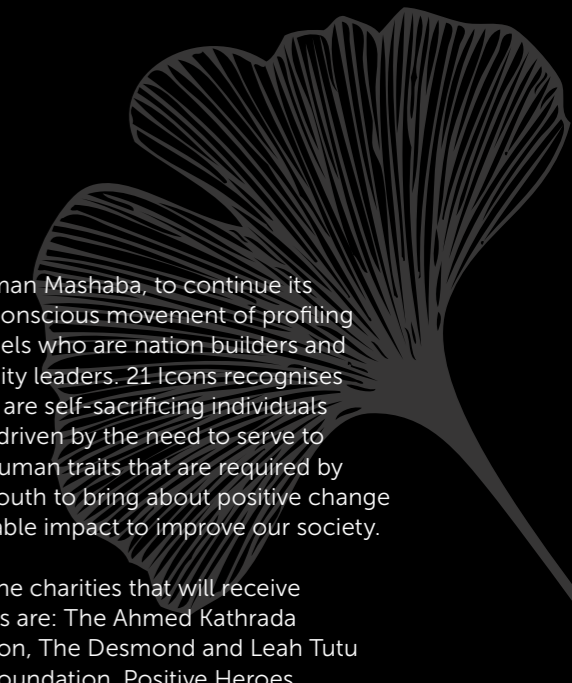 man Mashaba, to continue its
onscious movement of profiling
els who are nation builders and
ity leaders. 21 Icons recognises
are self-sacrificing individuals
driven by the need to serve to
uman traits that are required by
outh to bring about positive change
able impact to improve our society.
he charities that will receive
s are: The Ahmed Kathrada
on, The Desmond and Leah Tutu
oundation, Positive Heroes